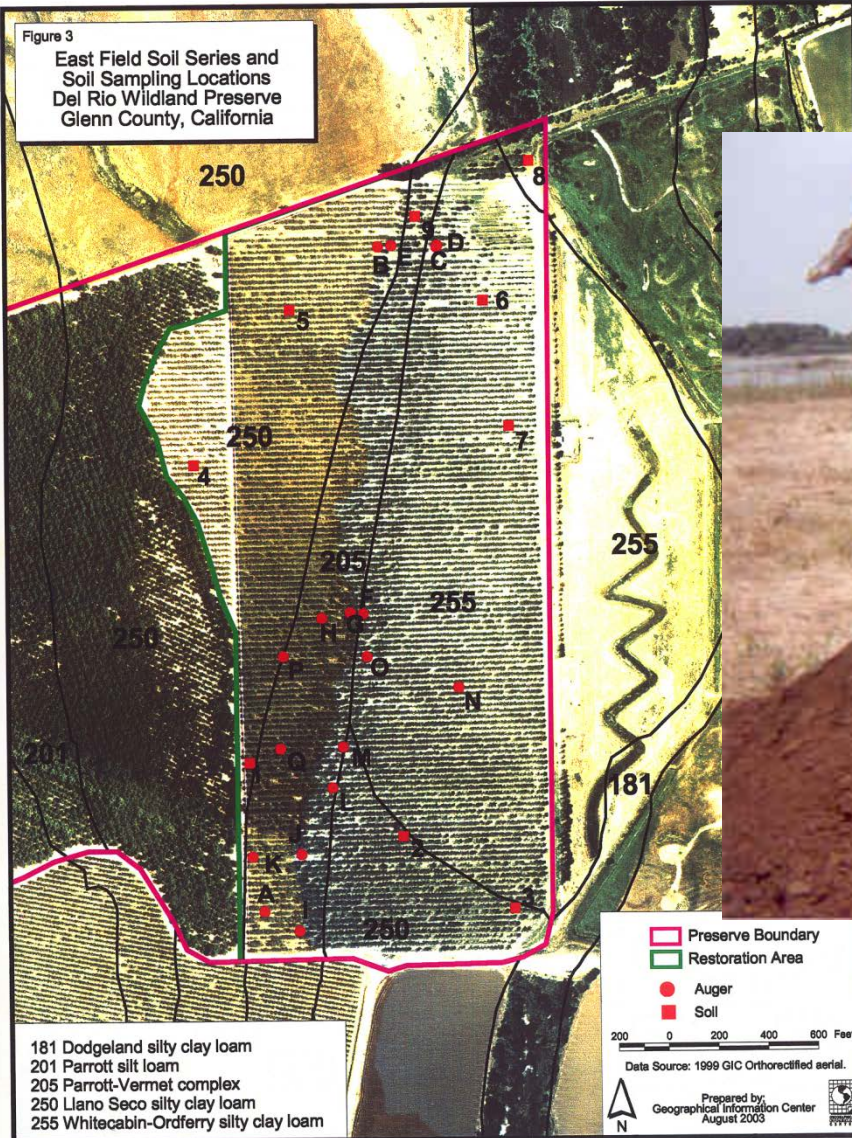 Figure 3
East Field Soil Series and
Soil Sampling Locations
Del Rio Wildland Preserve
Glenn County, California
250
8
9
D
B
E
C
6
5
250
7
4
205
255
255
F
G
H
250
P
O
N
201
Q
M
1
L
181
2
J
K
A
3
I
250
Preserve Boundary
Restoration Area
Auger
Soil
200 0 200 400 600 Feet
Data Source: 1999 GIC Orthorectified aerial.
Prepared by:
Geographical Information Center
August 2003
N
181 Dodgeland silty clay loam
201 Parrott silt loam
205 Parrott-Vermet complex
250 Llano Seco silty clay loam
255 Whitecabin-Ordferry silty clay loam